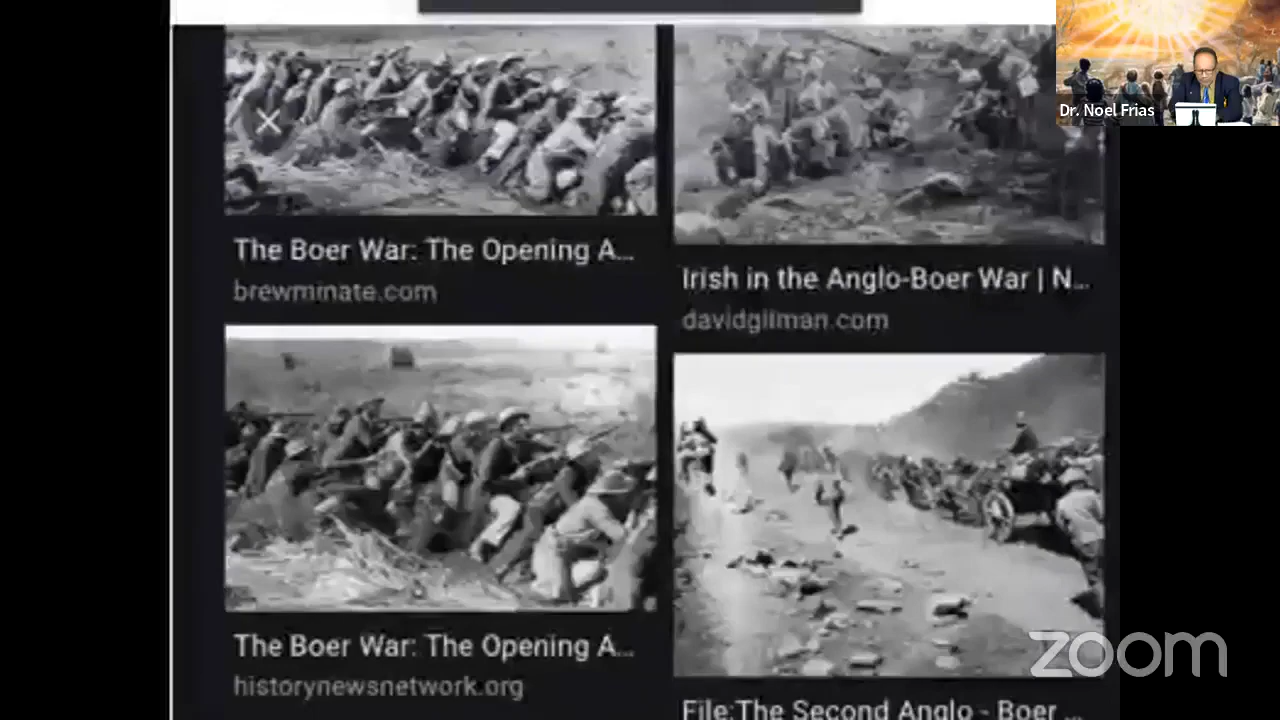 Dr. Noel Frias
The Boer War: The Opening A...
brewminate.com
Irish in the Anglo-Boer War | N...
davidgilman.com
The Boer War: The Opening A...
historynewsnetwork.org
File:The Second Anglo - Boer ...
zoom